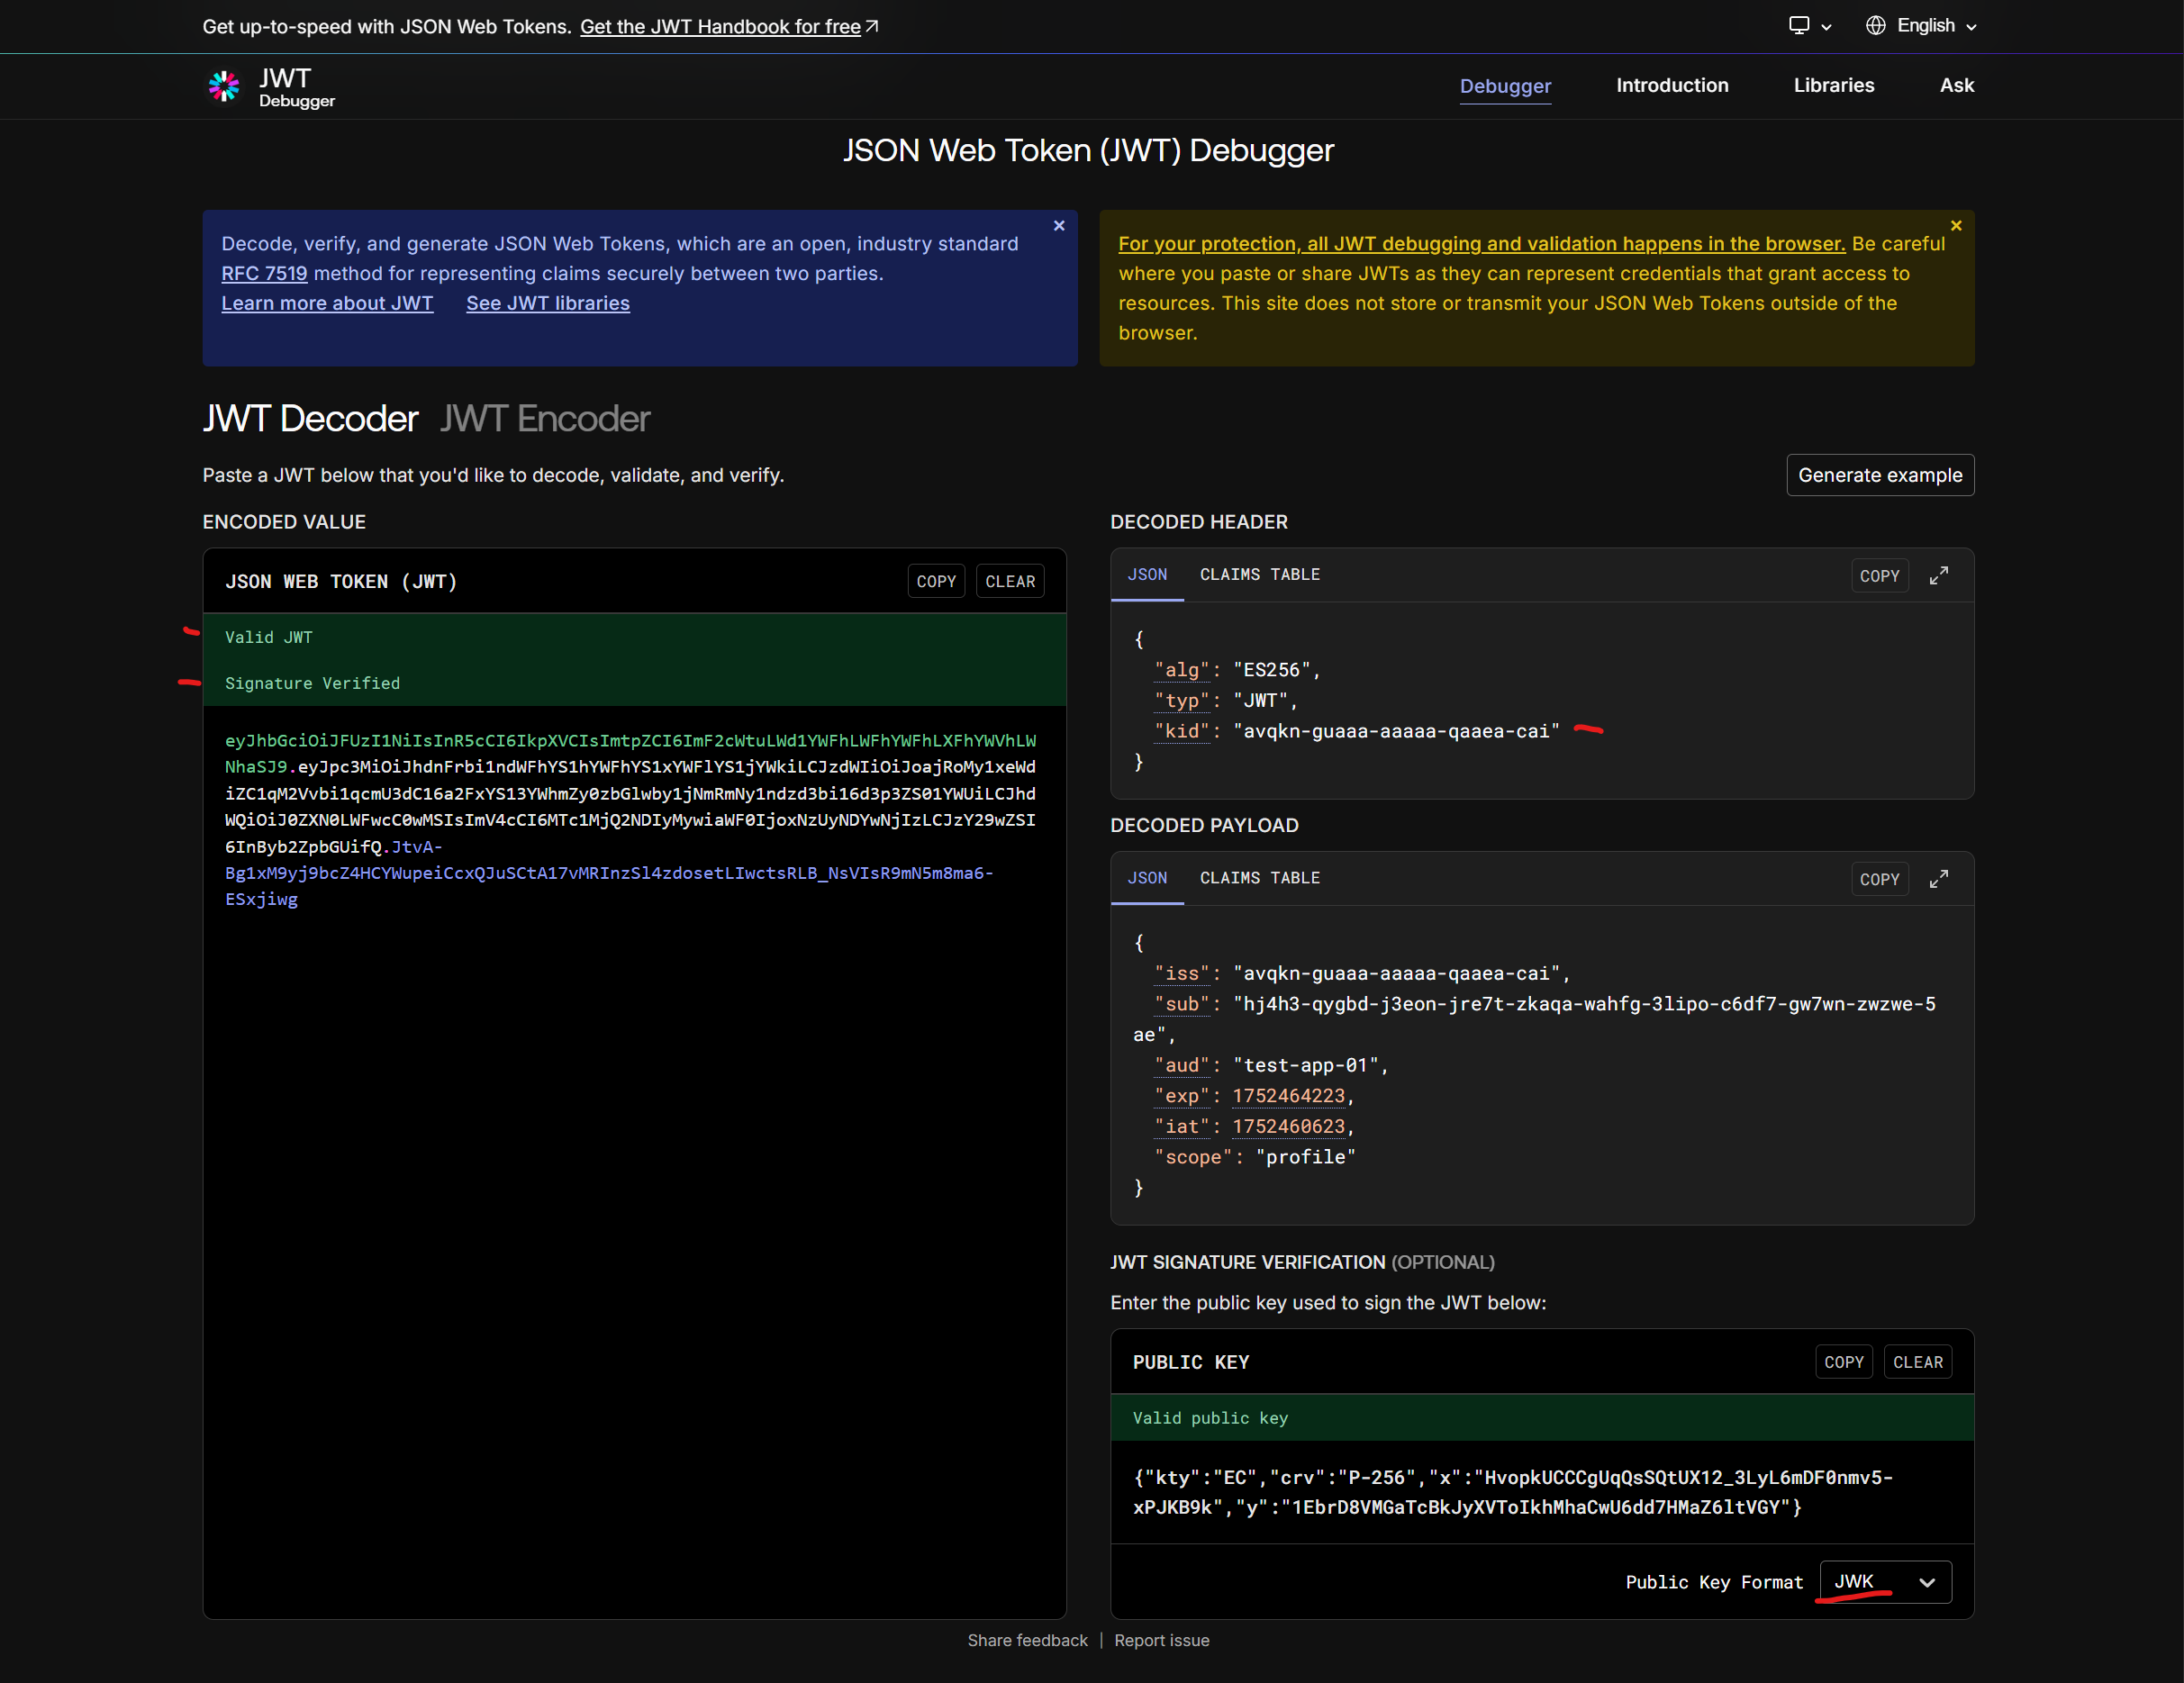 Get up-to-speed with JSON Web Tokens. Get the JWT Handbook for free
English
JWT
Debugger
Debugger
Introduction
Libraries
Ask
JSON Web Token (JWT) Debugger
Decode, verify, and generate JSON Web Tokens, which are an open, industry standard
RFC 7519 method for representing claims securely between two parties.
Learn more about JWT See JWT libraries
For your protection, all JWT debugging and validation happens in the browser. Be careful
where you paste or share JWTs as they can represent credentials that grant access to
resources. This site does not store or transmit your JSON Web Tokens outside of the
browser.
JWT Decoder JWT Encoder
Paste a JWT below that you'd like to decode, validate, and verify.
Generate example
ENCODED VALUE
JSON WEB TOKEN (JWT)
COPY CLEAR
Valid JWT
Signature Verified
eyJhbGciOiJFUzI1NiIsInR5cCI6IkpXVCIsImtpZCI6ImF2cWtuLWd1YWFhLWFhYWFhLXFhYWVhLW
NhaSJ9.eyJpc3MiOiJhdnFrbi1ndWFhYS1hYWFhYS1xYWFlYS1jYWkiLCJzdWIiOiJoajRoMy1xeWd
iZC1qM2Vvbi1qcmU3dC16a2FxYS13YWhmZy0zbGlwby1jNmRmNy1ndzd3bi16d3p3ZS01YWUiLCJhd
WQiOiJ0ZXN0LWFwcC0wMSIsImV4cCI6MTc1MjQ2NDIyMywiaWF0IjoxNzUyNDYwNjIzLCJzY29wZSI
6InByb2ZpbGUifQ.JtvA-
Bg1xM9yj9bcZ4HCYWupeiCcxQJuSCtA17vMRInzSl4zdosetLIwctsRLB_NsVIsR9mN5m8ma6-
ESxjiwg
DECODED HEADER
JSON CLAIMS TABLE
COPY
{
"alg": "ES256",
"typ": "JWT",
"kid": "avqkn-guaaa-aaaaa-qaaea-cai"
}
DECODED PAYLOAD
JSON CLAIMS TABLE
COPY
{
"iss": "avqkn-guaaa-aaaaa-qaaea-cai",
"sub": "hj4h3-qygbd-j3eon-jre7t-zkaqa-wahfg-3lipo-c6df7-gw7wn-zwzwe-5
ae",
"aud": "test-app-01",
"exp": 1752464223,
"iat": 1752460623,
"scope": "profile"
}
JWT SIGNATURE VERIFICATION (OPTIONAL)
Enter the public key used to sign the JWT below:
PUBLIC KEY
COPY CLEAR
Valid public key
{"kty":"EC","crv":"P-256","x":"HvopkUCCCgUqQsSQtUX12_3LyL6mDF0nmv5-
xPJKB9k","y":"1EbrD8VMGaTcBkJyXVToIkhMhaCwU6dd7HMaZ6ltVGY"}
Public Key Format JWK
Share feedback | Report issue